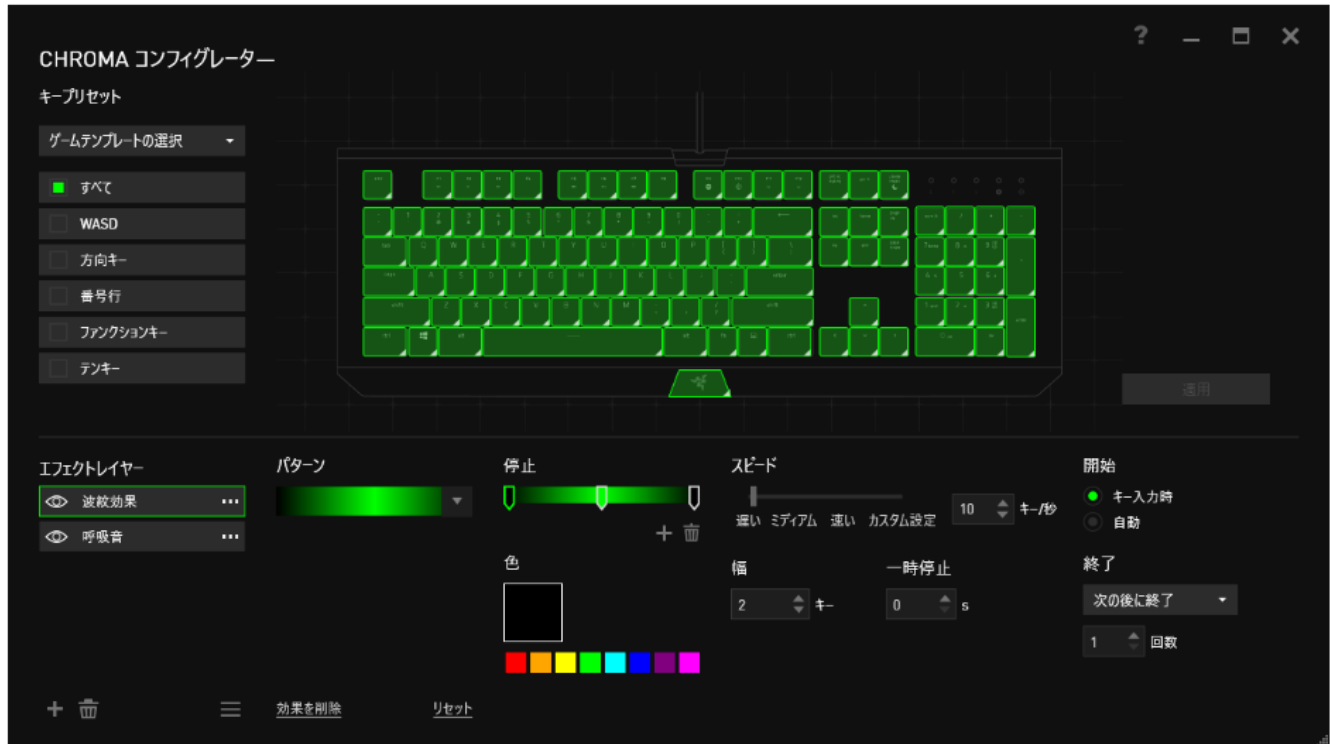 CHROMA コンフィグレーター
キープリセット
ゲームテンプレートの選択
すべて
WASD
方向キー
番号行
ファンクションキー
テンキー
適用
エフェクトレイヤー
波紋効果
呼吸音
パターン
効果を削除
リセット
停止
色
スピード
遅い ミディアム 速い カスタム設定
10 キー/秒
幅
2 キー
一時停止
0 s
開始
キー入力時
自動
終了
次の後に終了
1 回数